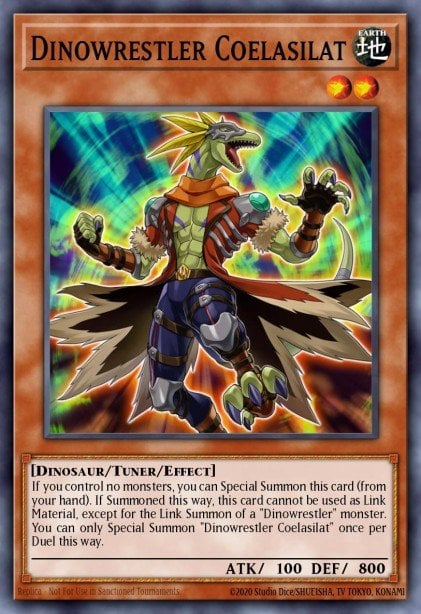 DINOWRESTLER COELASILAT
EARTH
地
[DINOSAUR/TUNER/EFFECT]
If you control no monsters, you can Special Summon this card (from
your hand). If Summoned this way, this card cannot be used as Link
Material, except for the Link Summon of a "Dinowrestler" monster.
You can only Special Summon "Dinowrestler Coelasilat" once per
Duel this way.
ATK/ 100 DEF/ 800
Replica - Not For Use in Sanctioned Tournaments.
©2020 Studio Dice/SHUEISHA, TV TOKYO, KONAMI